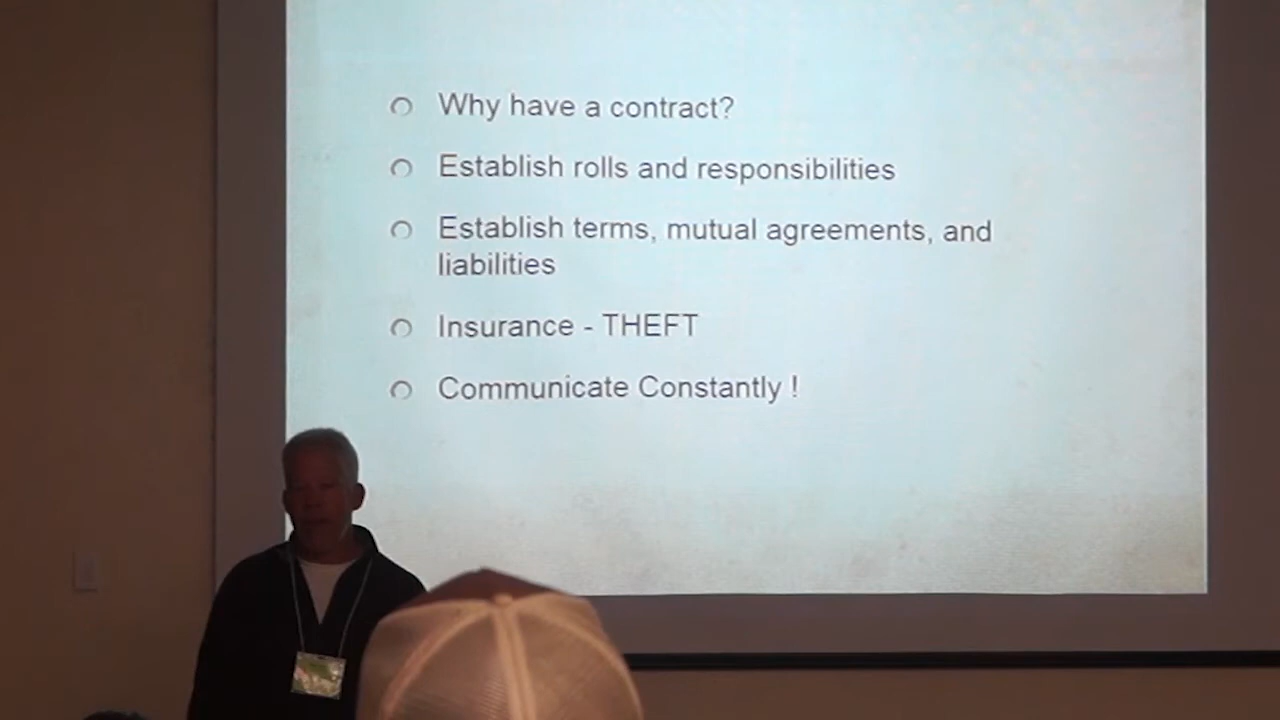 Why have a contract?
Establish rolls and responsibilities
Establish terms, mutual agreements, and
liabilities
Insurance - THEFT
Communicate Constantly !